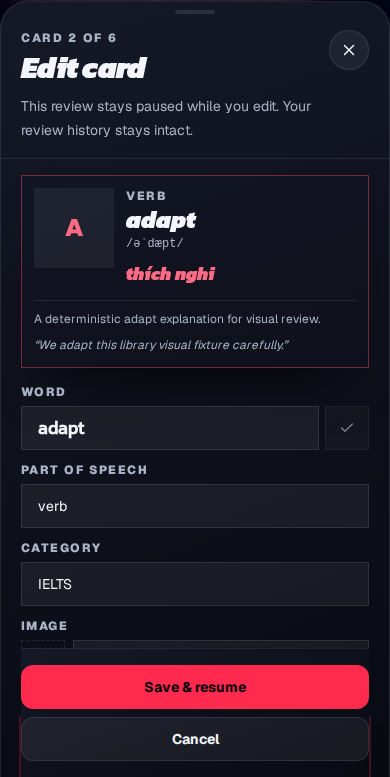 CARD 2 OF 6
Edit card
This review stays paused while you edit. Your
review history stays intact.
A
VERB
adapt
/əˈdæpt/
thích nghi
A deterministic adapt explanation for visual review.
“We adapt this library visual fixture carefully.”
WORD
adapt
PART OF SPEECH
verb
CATEGORY
IELTS
IMAGE
Save & resume
Cancel